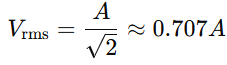 V_rms = A/√2 ≈ 0.707A